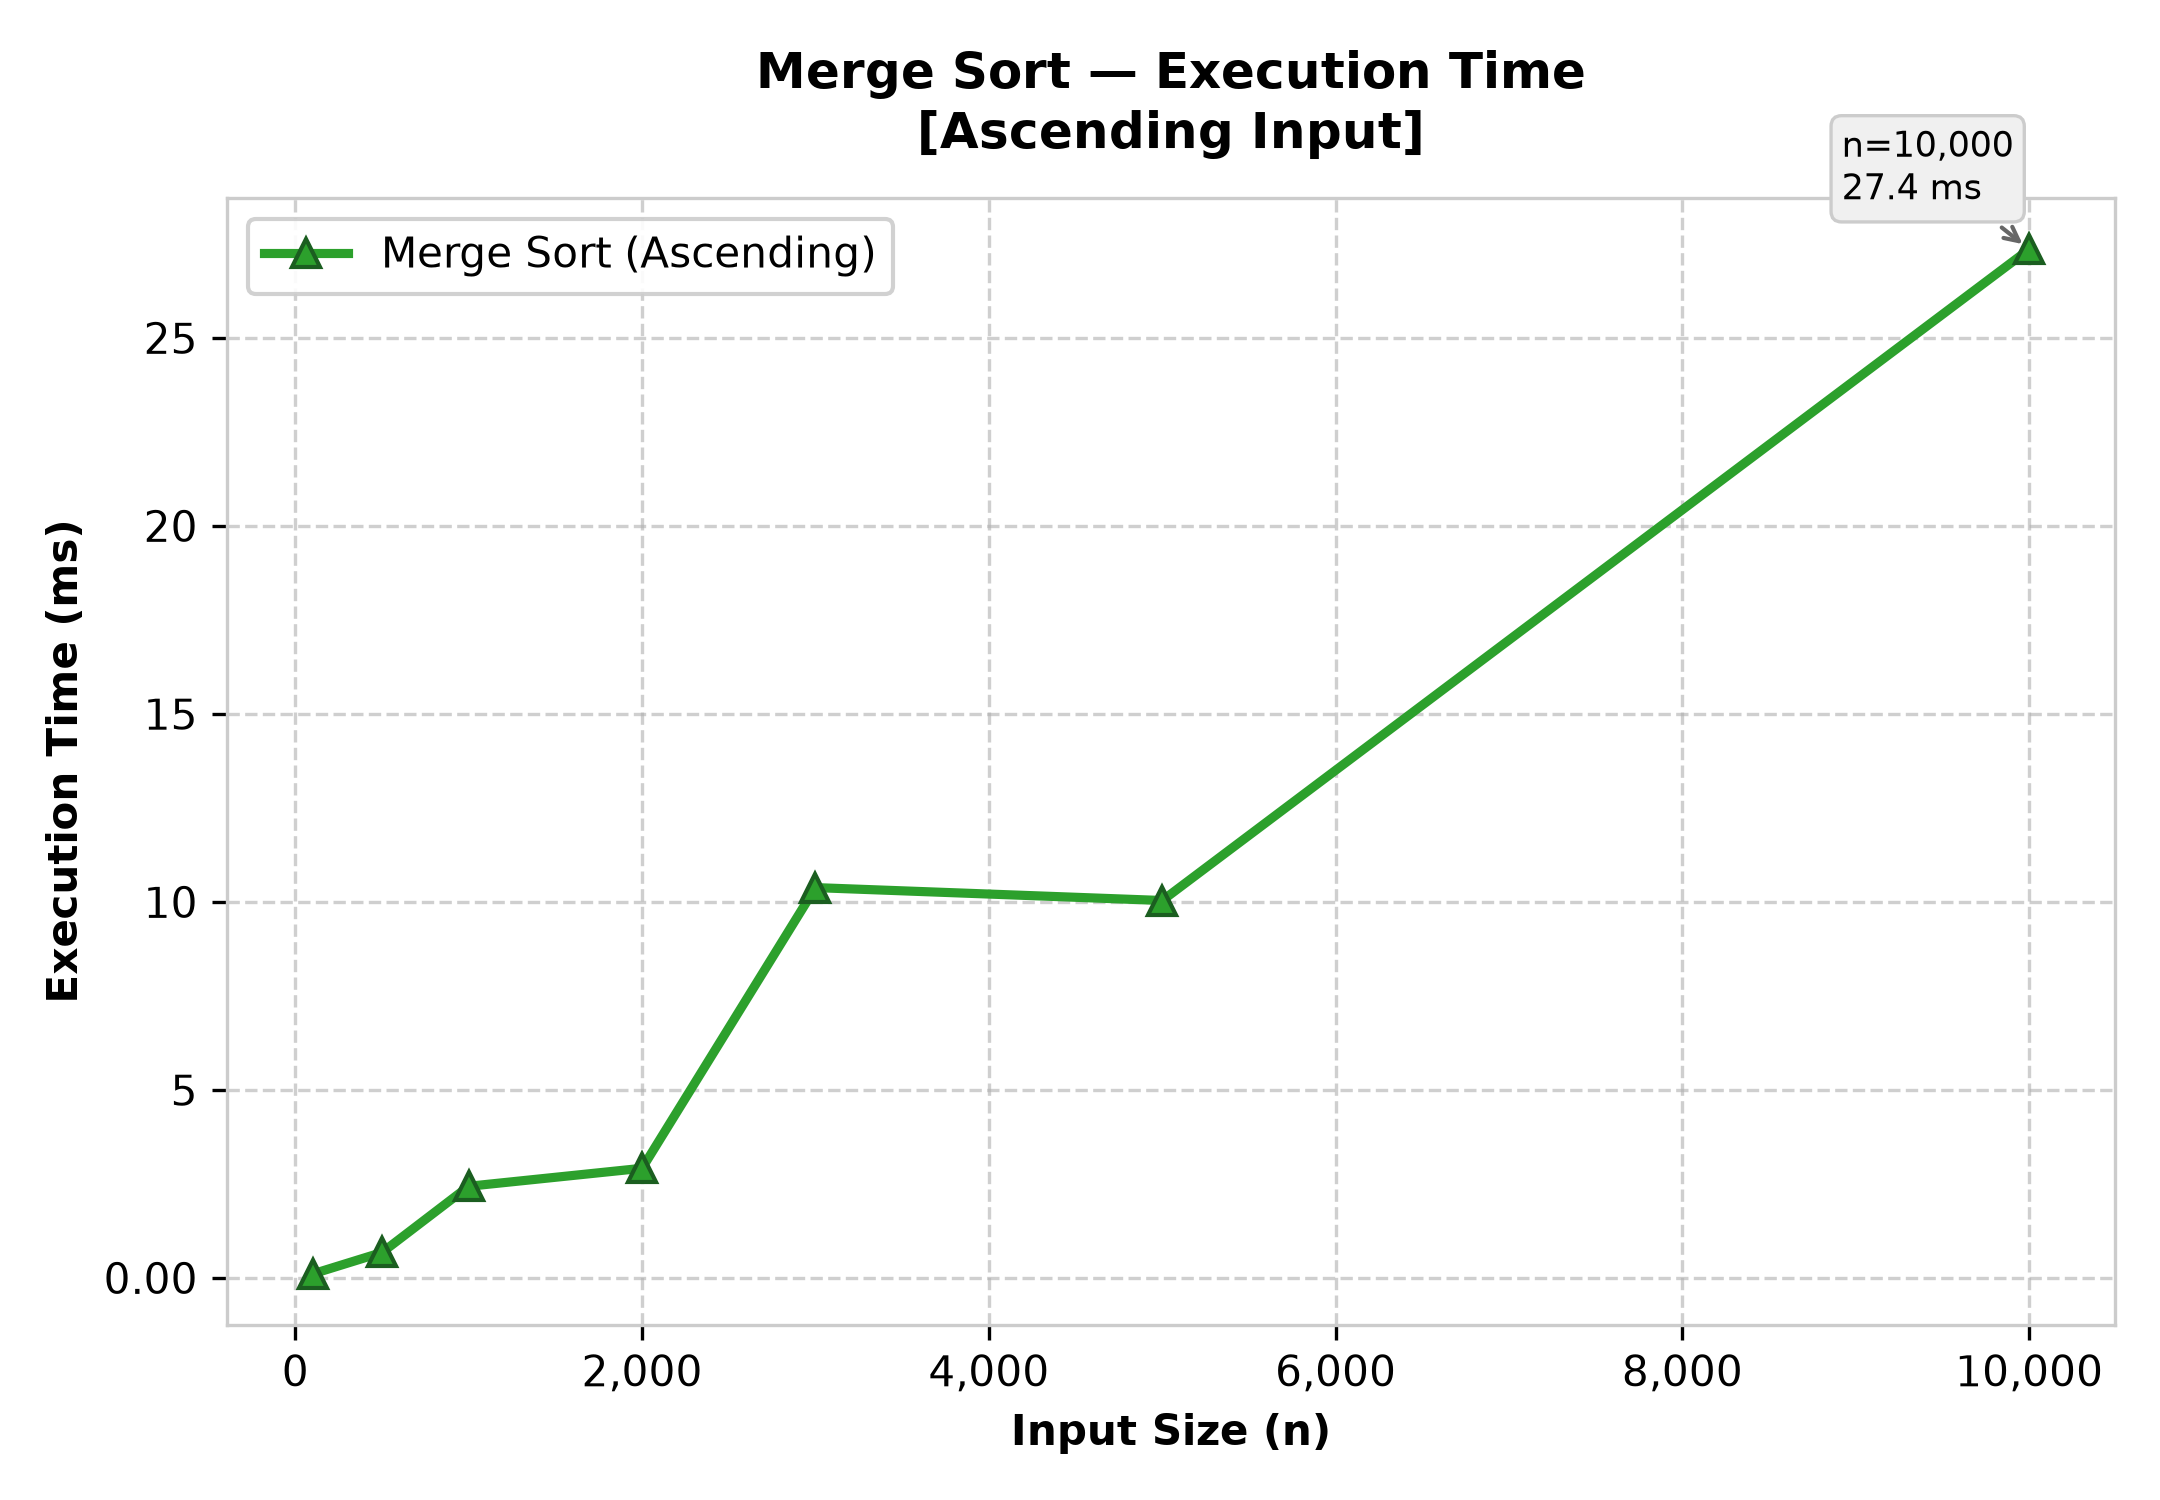 Merge Sort — Execution Time
[Ascending Input]
n=10,000
27.4 ms
Merge Sort (Ascending)
25
20
15
10
5
0.00
Execution Time (ms)
0
2,000
4,000
6,000
8,000
10,000
Input Size (n)